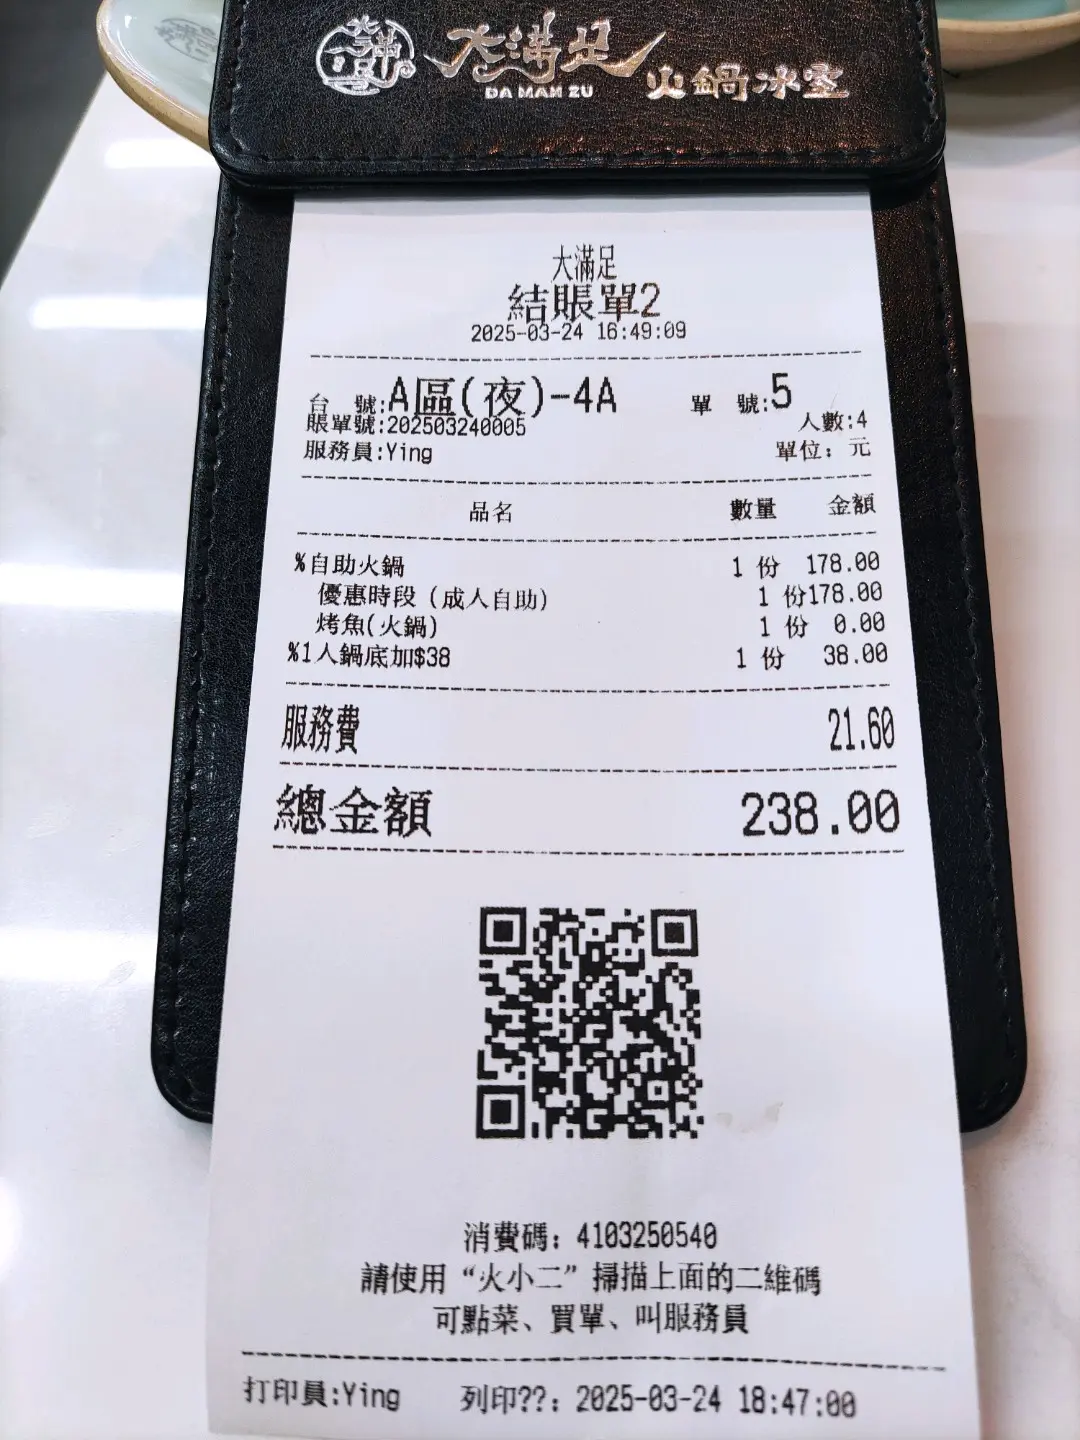 大滿足 火鍋冰室
DA MAN ZU
大滿足
結賬單2
2025-03-24 16:49:09
台 號:A區(夜)-4A 單 號:5
賬單號:202503240005 人數:4
服務員:Ying 單位：元
品名 數量 金額
%自助火鍋 1 份 178.00
優惠時段(成人自助) 1 份178.00
烤魚(火鍋) 1 份 0.00
%1人鍋底加$38 1 份 38.00
服務費 21.60
總金額 238.00
消費碼：4103250540
請使用“火小二”掃描上面的二維碼
可點菜、買單、叫服務員
打印員:Ying 列印??：2025-03-24 18:47:00